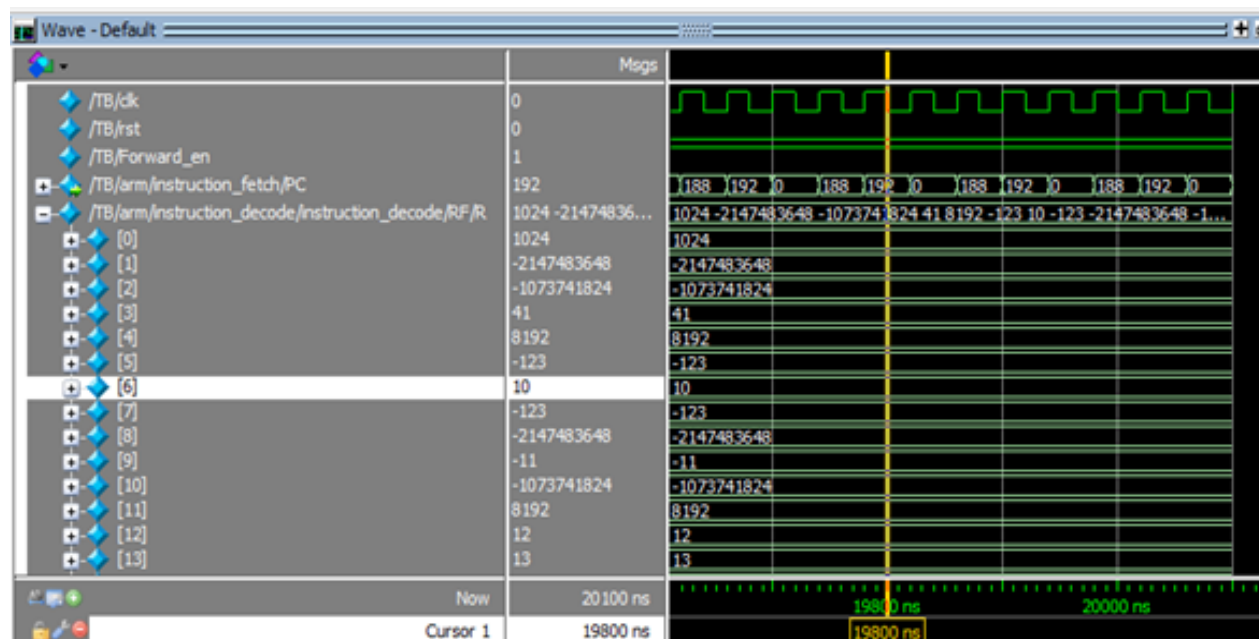 Wave - Default
Msgs
/TB/clk 0
/TB/rst 0
/TB/Forward_en 1
/TB/arm/instruction_fetch/PC 192 188 192 0 188 192 0 188 192 0 188 192 0
/TB/arm/instruction_decode/instruction_decode/RF/R 1024 -21474836... 1024 -2147483648 -1073741824 41 8192 -123 10 -123 -2147483648 -1...
[0] 1024 1024
[1] -2147483648 -2147483648
[2] -1073741824 -1073741824
[3] 41 41
[4] 8192 8192
[5] -123 -123
[6] 10 10
[7] -123 -123
[8] -2147483648 -2147483648
[9] -11 -11
[10] -1073741824 -1073741824
[11] 8192 8192
[12] 12 12
[13] 13 13
Now 20100 ns 19800 ns 20000 ns
Cursor 1 19800 ns 19800 ns